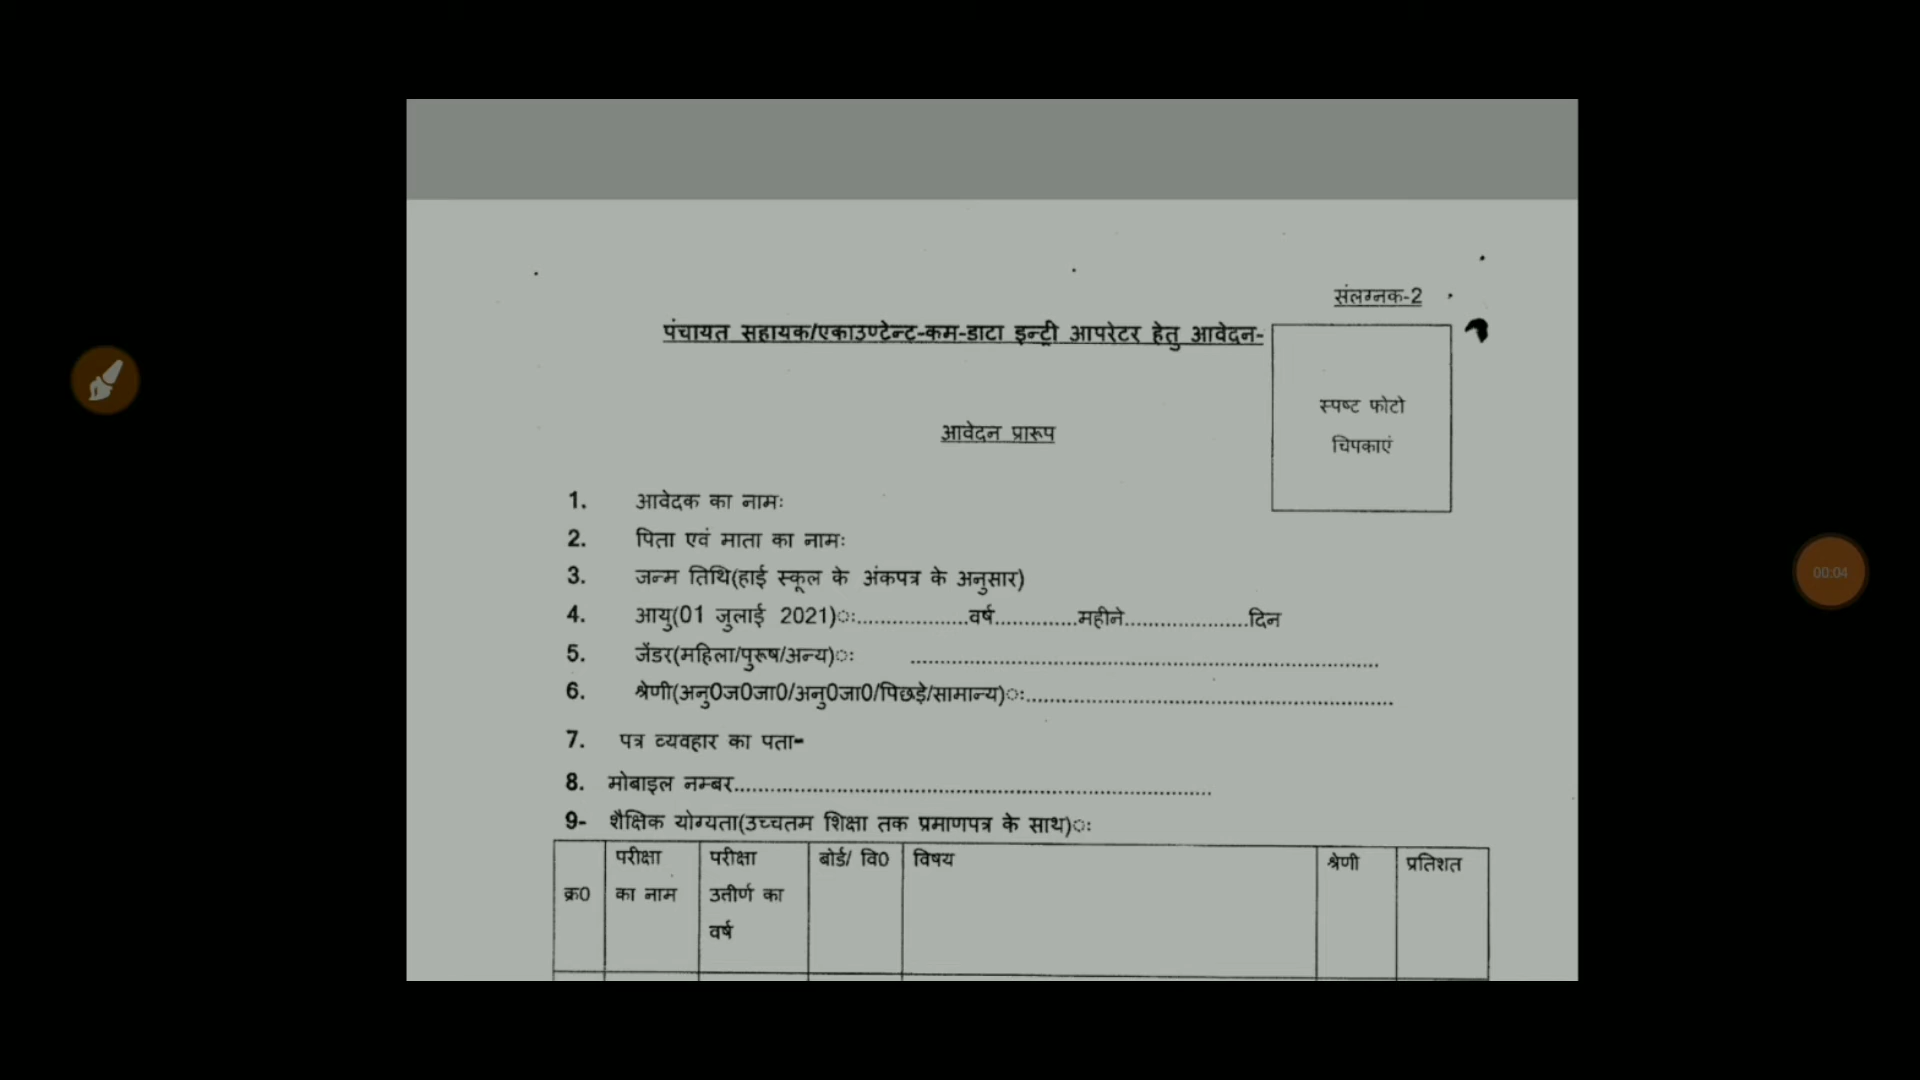 संलग्नक-2
पंचायत सहायक/एकाउण्टेन्ट-कम-डाटा इन्ट्री आपरेटर हेतु आवेदन-
स्पष्ट फोटो
चिपकाएं
आवेदन प्रारूप
1. आवेदक का नामः
2. पिता एवं माता का नामः
3. जन्म तिथि(हाई स्कूल के अंकपत्र के अनुसार)
4. आयु(01 जुलाई 2021)ः...................वर्ष..............महीने.....................दिन
5. जेंडर(महिला/पुरूष/अन्य)ः ................................................................................
6. श्रेणी(अनु0ज0जा0/अनु0जा0/पिछड़े/सामान्य)ः...............................................................
7. पत्र व्यवहार का पता-
8. मोबाइल नम्बर.................................................................................
9- शैक्षिक योग्यता(उच्चतम शिक्षा तक प्रमाणपत्र के साथ)ः
क्र0 परीक्षा का नाम परीक्षा उतीर्ण का वर्ष बोर्ड/ वि0 विषय श्रेणी प्रतिशत
00:04